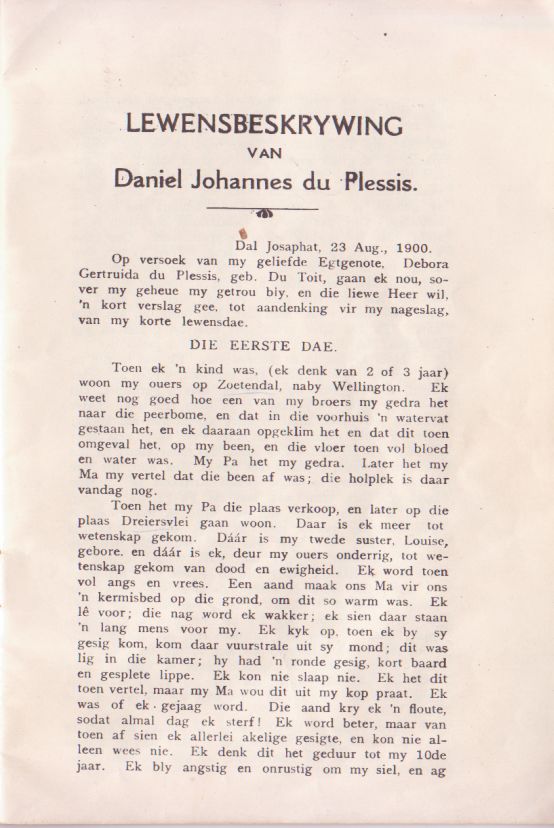 LEWENSBESKRYWING
VAN
Daniel Johannes du Plessis.
Dal Josaphat, 23 Aug., 1900.
Op versoek van my geliefde Egtgenote, Debora
Gertruida du Plessis, geb. Du Toit, gaan ek nou, so-
ver my geheue my getrou bly, en die liewe Heer wil,
'n kort verslag gee, tot aandenking vir my nageslag,
van my korte lewensdae.
DIE EERSTE DAE.
Toen ek 'n kind was, (ek denk van 2 of 3 jaar)
woon my ouers op Zoetendal, naby Wellington. Ek
weet nog goed hoe een van my broers my gedra het
naar die peerbome, en dat in die voorhuis 'n watervat
gestaan het, en ek daaraan opgeklim het en dat dit toen
omgeval het, op my been, en die vloer toen vol bloed
en water was. My Pa het my gedra. Later het my
Ma my vertel dat die been af was; die holplek is daar
vandag nog.
Toen het my Pa die plaas verkoop, en later op die
plaas Dreiersvlei gaan woon. Daar is ek meer tot
wetenskap gekom. Dáár is my twede suster, Louise,
gebore. en dáár is ek, deur my ouers onderrig, tot we-
tenskap gekom van dood en ewigheid. Ek word toen
vol angs en vrees. Een aand maak ons Ma vir ons
'n kermisbed op die grond, om dit so warm was. Ek
lê voor; die nag word ek wakker; ek sien daar staan
'n lang mens voor my. Ek kyk op, toen ek by sy
gesig kom, kom daar vuurstrale uit sy mond; dit was
lig in die kamer; hy had 'n ronde gesig, kort baard
en gesplete lippe. Ek kon nie slaap nie. Ek het dit
toen vertel, maar my Ma wou dit uit my kop praat. Ek
was of ek gejaag word. Die aand kry ek 'n floute,
sodat almal dag ek sterf! Ek word beter, maar van
toen af sien ek allerlei akelige gesigte, en kon nie al-
leen wees nie. Ek denk dit het geduur tot my 10de
jaar. Ek bly angstig en onrustig om my siel, en ag